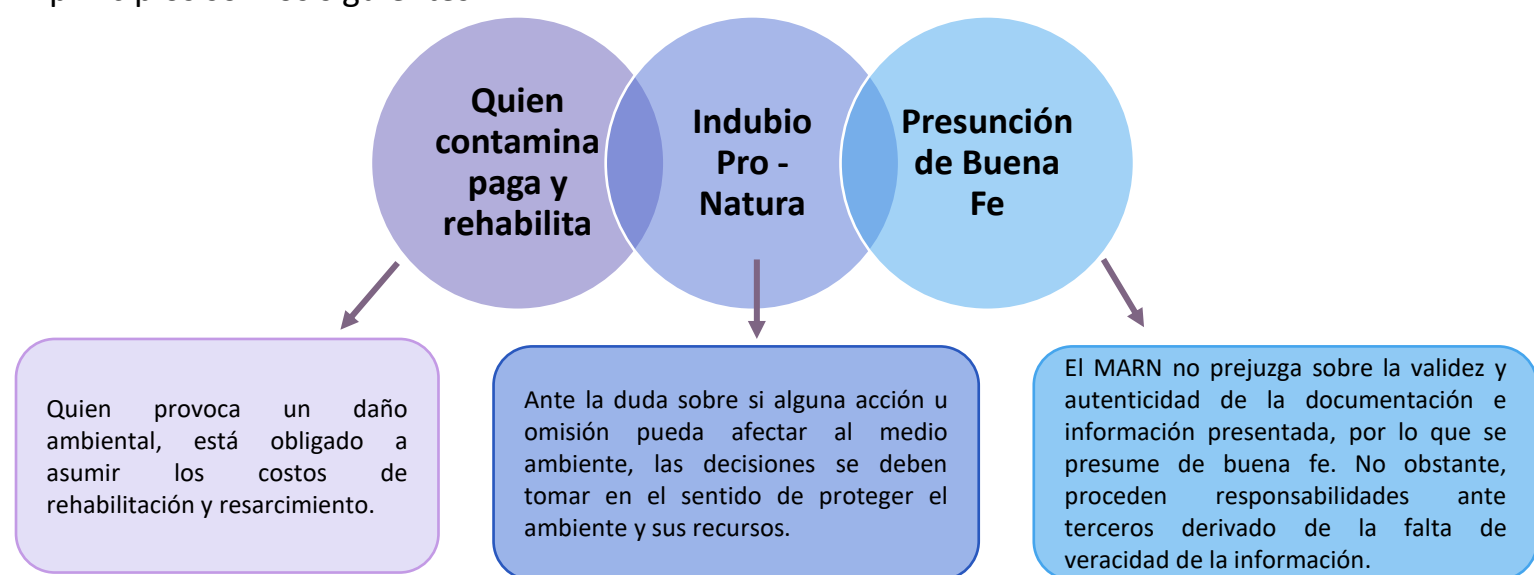 Quien
contamina
paga y
rehabilita
Indubio
Pro -
Natura
Presunción
de Buena
Fe
Quien provoca un daño
ambiental, está obligado a
asumir los costos de
rehabilitación y resarcimiento.
Ante la duda sobre si alguna acción u
omisión pueda afectar al medio
ambiente, las decisiones se deben
tomar en el sentido de proteger el
ambiente y sus recursos.
El MARN no prejuzga sobre la validez y
autenticidad de la documentación e
información presentada, por lo que se
presume de buena fe. No obstante,
proceden responsabilidades ante
terceros derivado de la falta de
veracidad de la información.